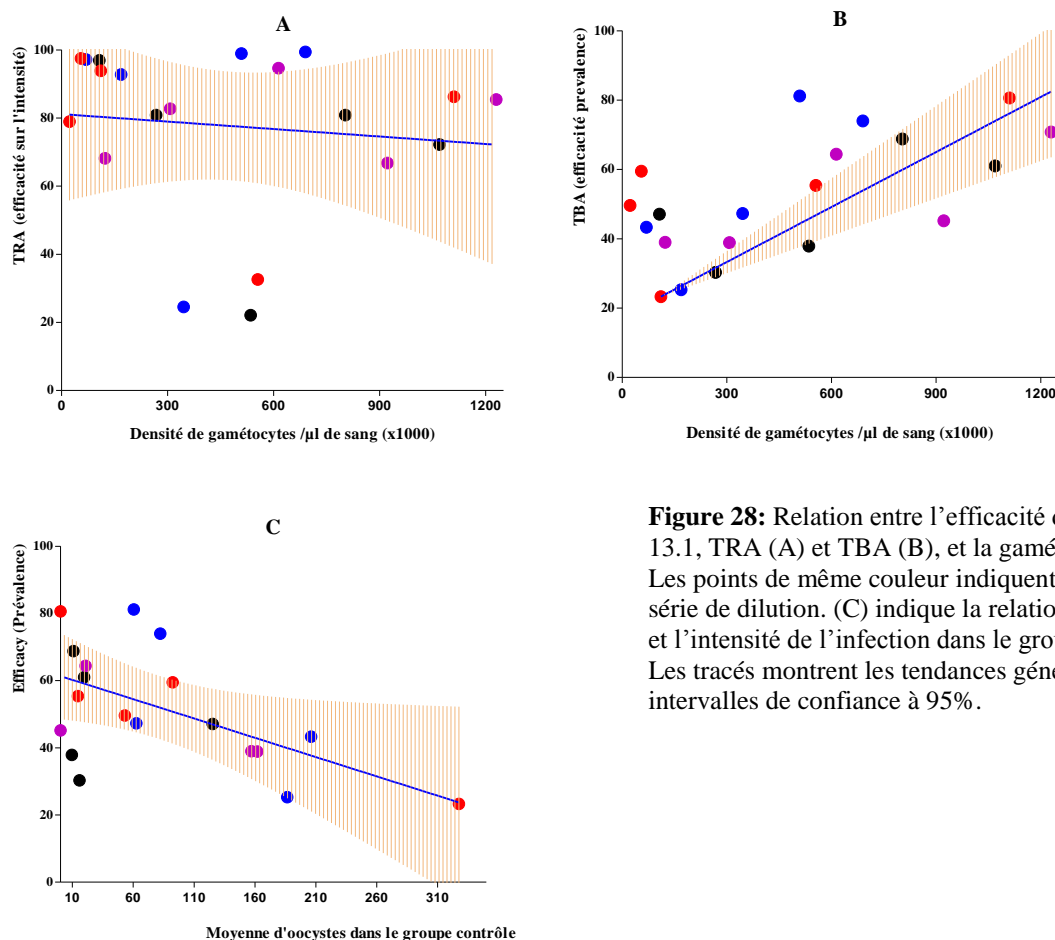 A
100
80
60
40
20
0
TRA (efficacité sur l'intensité)
0 300 600 900 1200
Densité de gamétocytes /µl de sang (x1000)
B
100
80
60
40
20
0
TBA (efficacité prevalence)
0 300 600 900 1200
Densité de gamétocytes /µl de sang (x1000)
C
100
80
60
40
20
0
Efficacy (Prévalence)
10 60 110 160 210 260 310
Moyenne d'oocystes dans le groupe contrôle
Figure 28: Relation entre l'efficacité
13.1, TRA (A) et TBA (B), et la
Les points de même couleur indiquent
série de dilution. (C) indique la
et l'intensité de l'infection dans le
Les tracés montrent les tendances
intervalles de confiance à 95%.